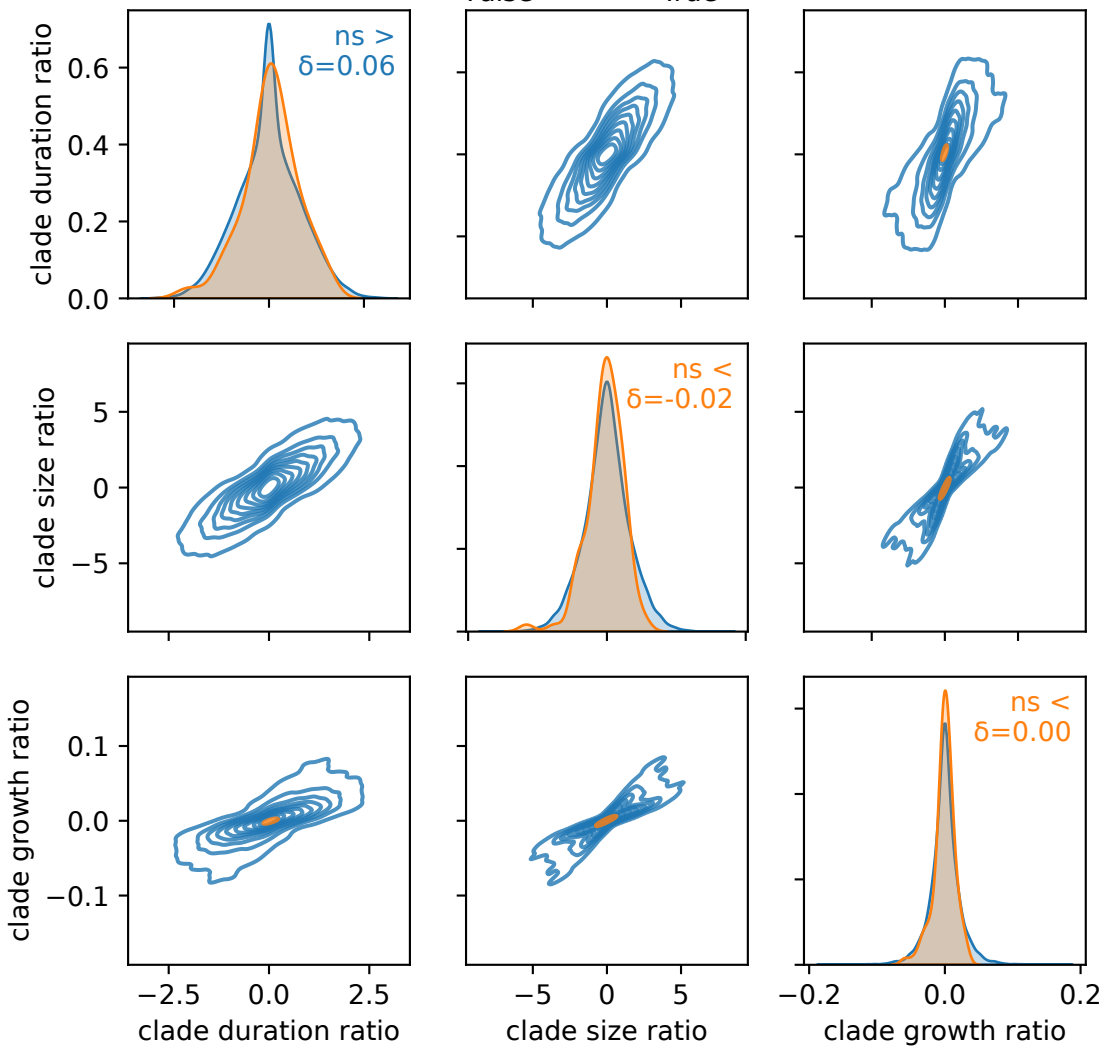 False True
clade duration ratio
0.6
0.4
0.2
0.0
ns >
δ=0.06
clade size ratio
5
0
−5
ns <
δ=-0.02
clade growth ratio
0.1
0.0
−0.1
ns <
δ=0.00
−2.5 0.0 2.5
−5 0 5
−0.2 0.0 0.2
clade duration ratio
clade size ratio
clade growth ratio